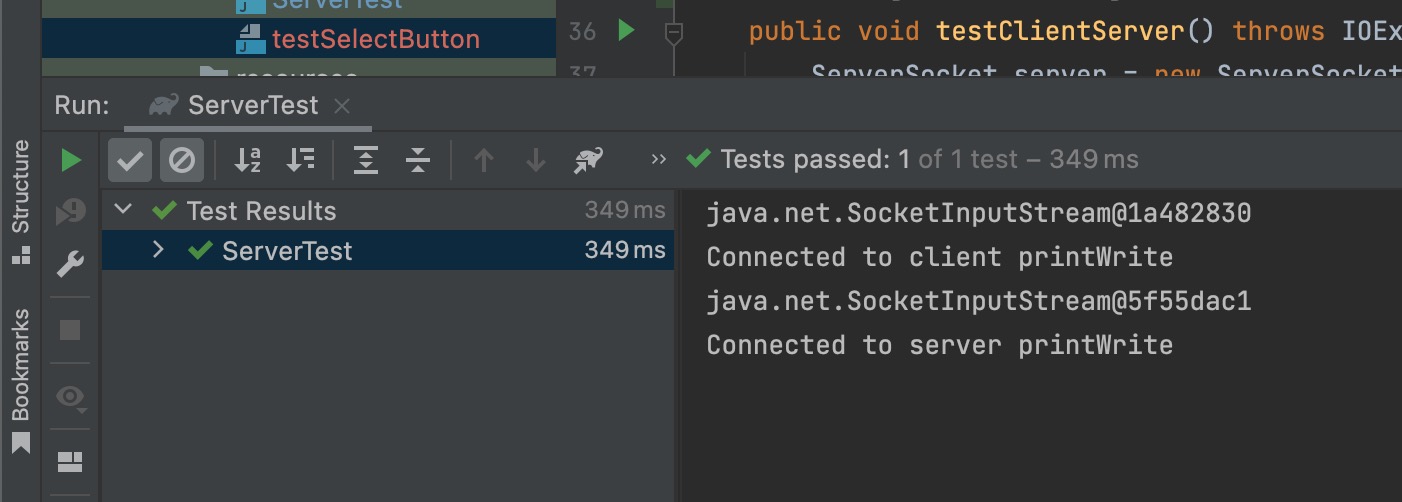 ServerTest
testSelectButton
resources
36 public void testClientServer() throws IOEx
37 ServerSocket server = new ServerSocket
Run: ServerTest
Tests passed: 1 of 1 test – 349 ms
Test Results 349 ms
ServerTest 349 ms
java.net.SocketInputStream@1a482830
Connected to client printWrite
java.net.SocketInputStream@5f55dac1
Connected to server printWrite
Structure
Bookmarks